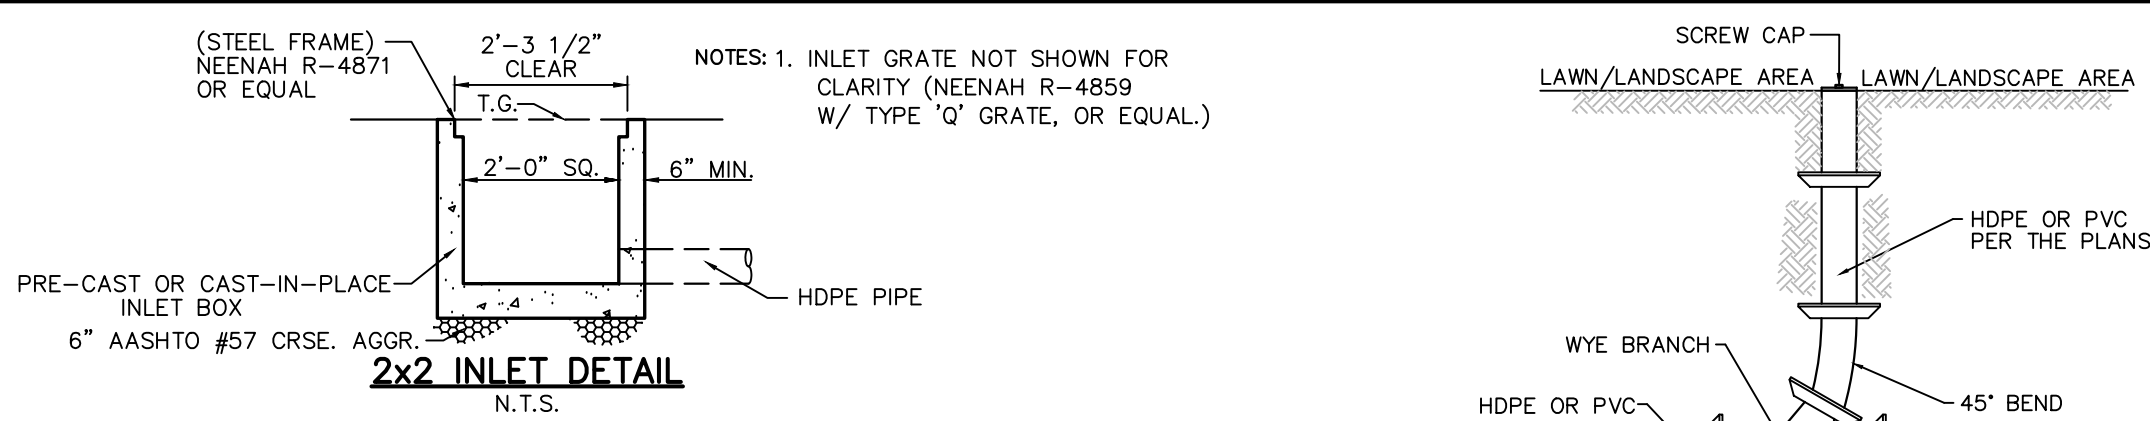 (STEEL FRAME)
NEENAH R-4871
OR EQUAL
2'-3 1/2"
CLEAR
T.G.
NOTES: 1. INLET GRATE NOT SHOWN FOR
CLARITY (NEENAH R-4859
W/ TYPE 'Q' GRATE, OR EQUAL.)
2'-0" SQ.
6" MIN.
PRE-CAST OR CAST-IN-PLACE
INLET BOX
HDPE PIPE
6" AASHTO #57 CRSE. AGGR.
2x2 INLET DETAIL
N.T.S.
SCREW CAP
LAWN/LANDSCAPE AREA
LAWN/LANDSCAPE AREA
HDPE OR PVC
PER THE PLANS
WYE BRANCH
45° BEND
HDPE OR PVC